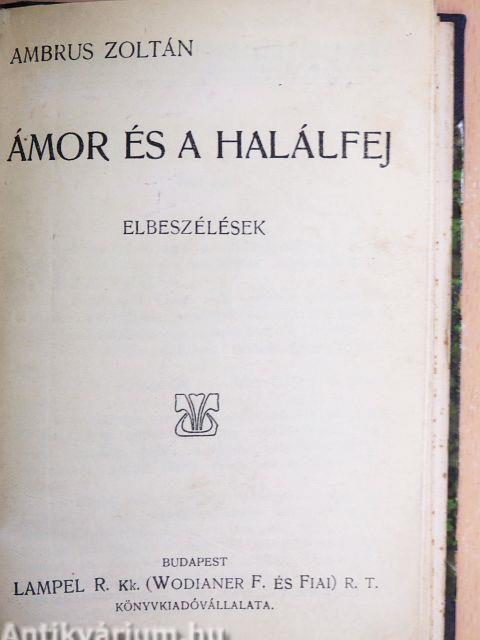 AMBRUS ZOLTÁN
ÁMOR ÉS A HALÁLFEJ
ELBESZÉLÉSEK
BUDAPEST
LAMPEL R. Kk. (WODIANER F. ÉS FIAI) R. T.
KÖNYVKIADÓVÁLLALATA.
Antikvárium.hu